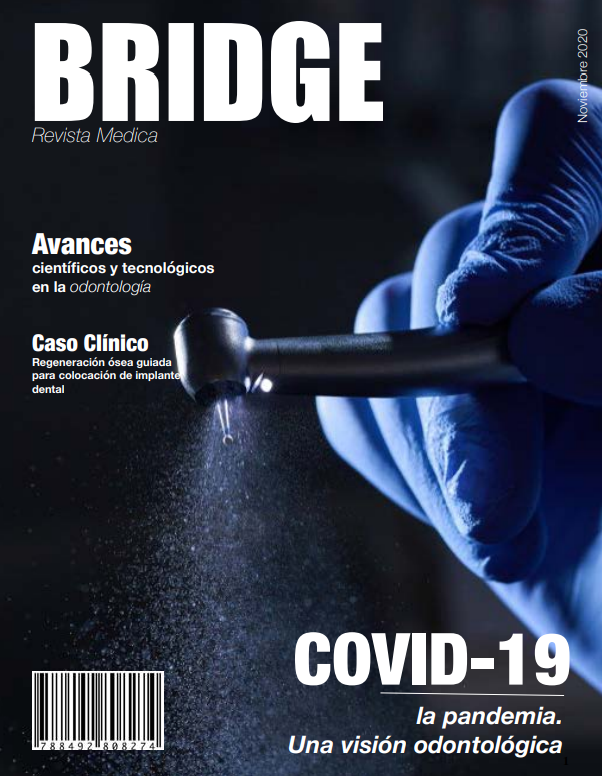 BRIDGE
Revista Medica
Noviembre 2020
Avances
científicos y tecnológicos
en la odontología
Caso Clínico
Regeneración ósea guiada
para colocación de implante
dental
COVID-19
la pandemia.
Una visión odontológica
788492 808274
1